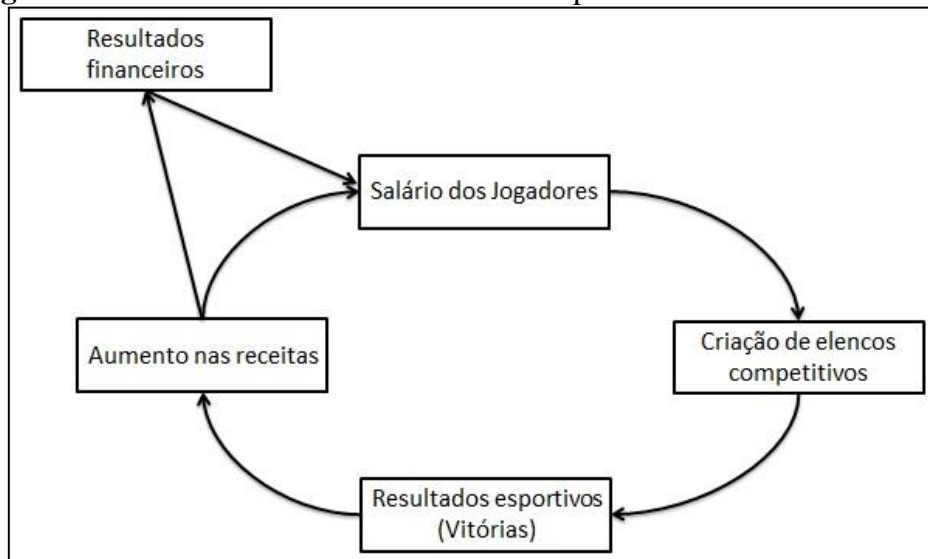 Resultados
financeiros
Salário dos Jogadores
Aumento nas receitas
Criação de elencos
competitivos
Resultados esportivos
(Vitórias)